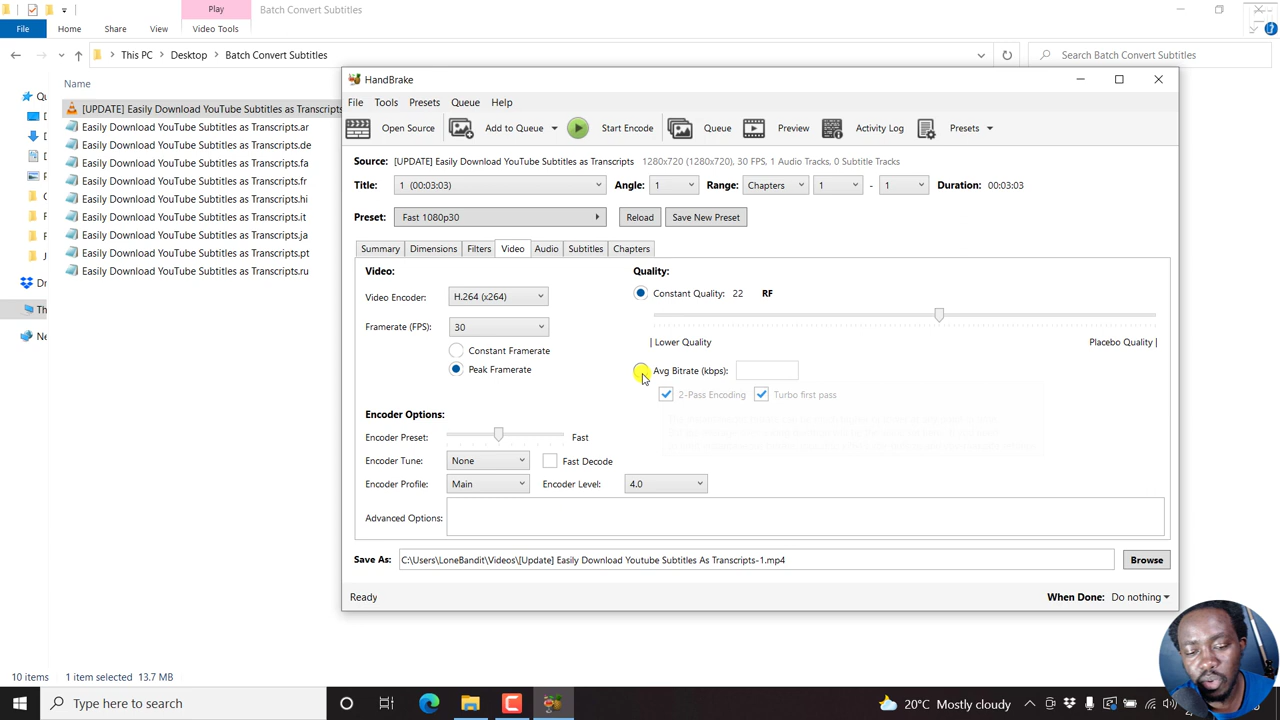 Play
Batch Convert Subtitles
File
Home
Share
View
Video Tools
This PC
Desktop
Batch Convert Subtitles
Search Batch Convert Subtitles
Name
[UPDATE] Easily Download YouTube Subtitles as Transcripts
Easily Download YouTube Subtitles as Transcripts.ar
Easily Download YouTube Subtitles as Transcripts.de
Easily Download YouTube Subtitles as Transcripts.fa
Easily Download YouTube Subtitles as Transcripts.fr
Easily Download YouTube Subtitles as Transcripts.hi
Easily Download YouTube Subtitles as Transcripts.it
Easily Download YouTube Subtitles as Transcripts.ja
Easily Download YouTube Subtitles as Transcripts.pt
Easily Download YouTube Subtitles as Transcripts.ru
HandBrake
File Tools Presets Queue Help
Open Source Add to Queue Start Encode Queue Preview Activity Log Presets
Source: [UPDATE] Easily Download YouTube Subtitles as Transcripts 1280x720 (1280x720), 30 FPS, 1 Audio Tracks, 0 Subtitle Tracks
Title: 1 (00:03:03) Angle: 1 Range: Chapters 1 - 1 Duration: 00:03:03
Preset: Fast 1080p30 Reload Save New Preset
Summary Dimensions Filters Video Audio Subtitles Chapters
Video: Quality:
Video Encoder: H.264 (x264) Constant Quality: 22 RF
Framerate (FPS): 30
| Lower Quality Placebo Quality |
Constant Framerate
Peak Framerate Avg Bitrate (kbps):
2-Pass Encoding Turbo first pass
Encoder Options:
Encoder Preset: Fast
Encoder Tune: None Fast Decode
Encoder Profile: Main Encoder Level: 4.0
Advanced Options:
Save As: C:\Users\LoneBandit\Videos\[Update] Easily Download Youtube Subtitles As Transcripts-1.mp4 Browse
Ready When Done: Do nothing
10 items 1 item selected 13.7 MB
Type here to search
20°C Mostly cloudy